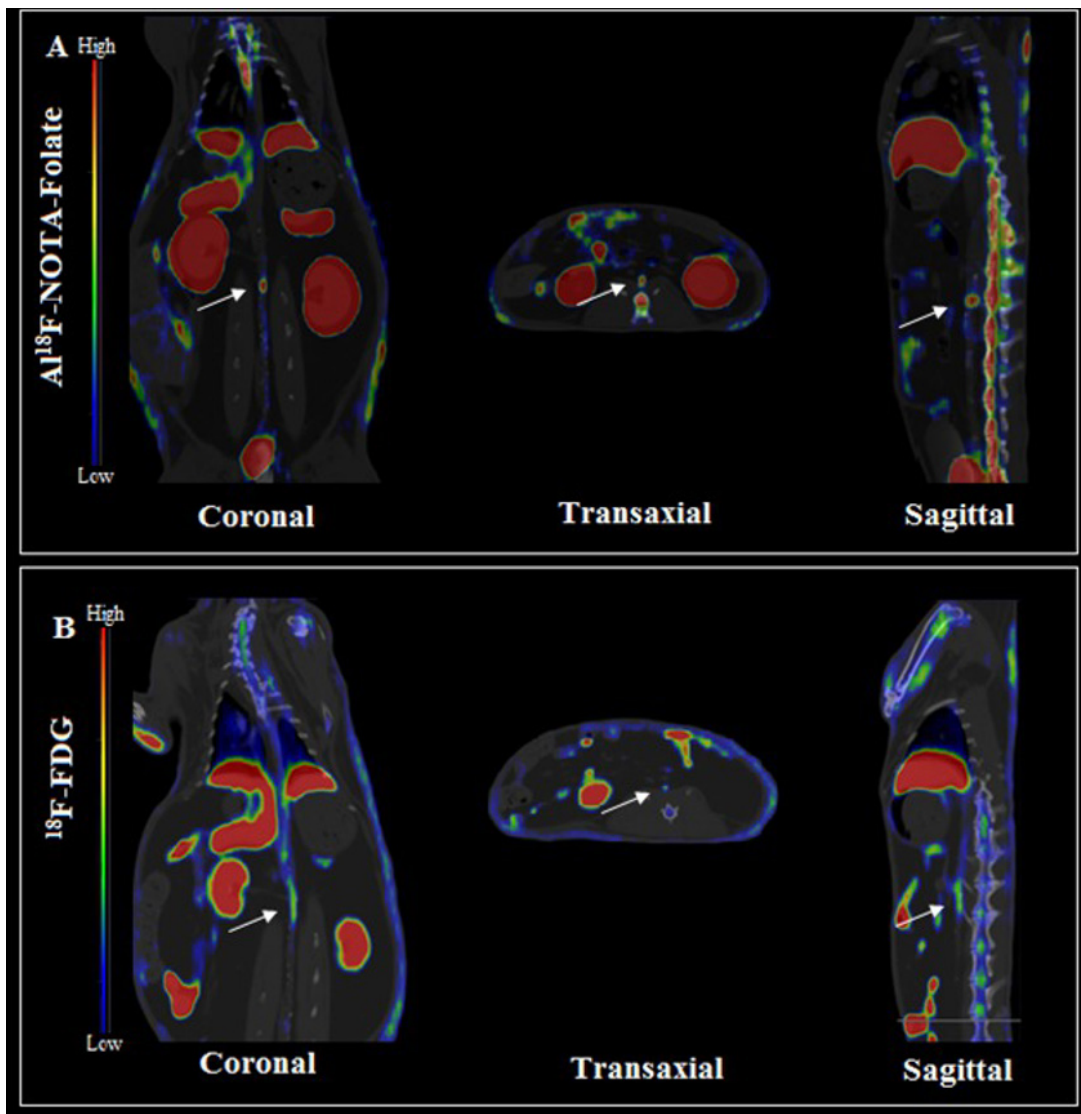 A
High
Al¹⁸F-NOTA-Folate
Low
Coronal
Transaxial
Sagittal
B
High
¹⁸F-FDG
Low
Coronal
Transaxial
Sagittal